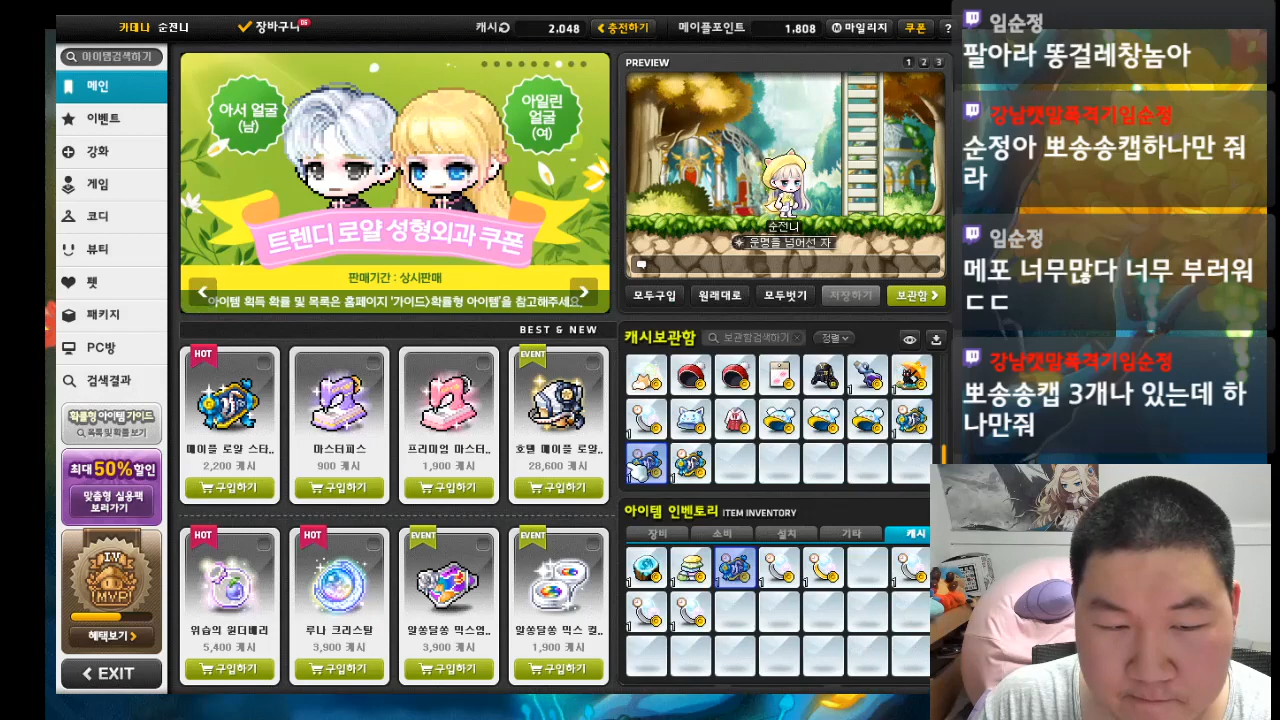 카데나 순전니
장바구니
캐시 2,048
충전하기
메이플포인트 1,808
마일리지
쿠폰
?
아이템검색하기
메인
이벤트
강화
게임
코디
뷰티
펫
패키지
PC방
검색결과
확률형 아이템 가이드
목록 및 확률 보기
최대 50% 할인
맞춤형 실용팩
보러가기
IV
MVP
혜택보기
EXIT
아서 얼굴
(남)
아일린
얼굴
(여)
트렌디 로얄 성형외과 쿠폰
판매기간 : 상시판매
아이템 획득 확률 및 목록은 홈페이지 '가이드>확률형 아이템'을 참고해주세요.
BEST & NEW
HOT
메이플 로얄 스타..
2,200 캐시
구입하기
마스터피스
900 캐시
구입하기
프리미엄 마스터..
1,900 캐시
구입하기
EVENT
호텔 메이플 로얄..
28,600 캐시
구입하기
HOT
위습의 원더베리
5,400 캐시
구입하기
HOT
루나 크리스탈
3,900 캐시
구입하기
EVENT
알쏭달쏭 믹스염..
3,900 캐시
구입하기
EVENT
알쏭달쏭 믹스 컬..
1,900 캐시
구입하기
PREVIEW
1 2 3
순전니
운명을 넘어선 자
모두구입
원래대로
모두벗기
저장하기
보관함
캐시보관함
보관함검색하기
정렬
아이템 인벤토리 ITEM INVENTORY
장비
소비
설치
기타
캐시
임순정
팔아라 똥걸레창놈아
강남캣맘폭격기임순정
순정아 뽀송송캡하나만 줘
라
임순정
메포 너무많다 너무 부러워
ㄷㄷ
강남캣맘폭격기임순정
뽀송송캡 3개나 있는데 하
나만줘